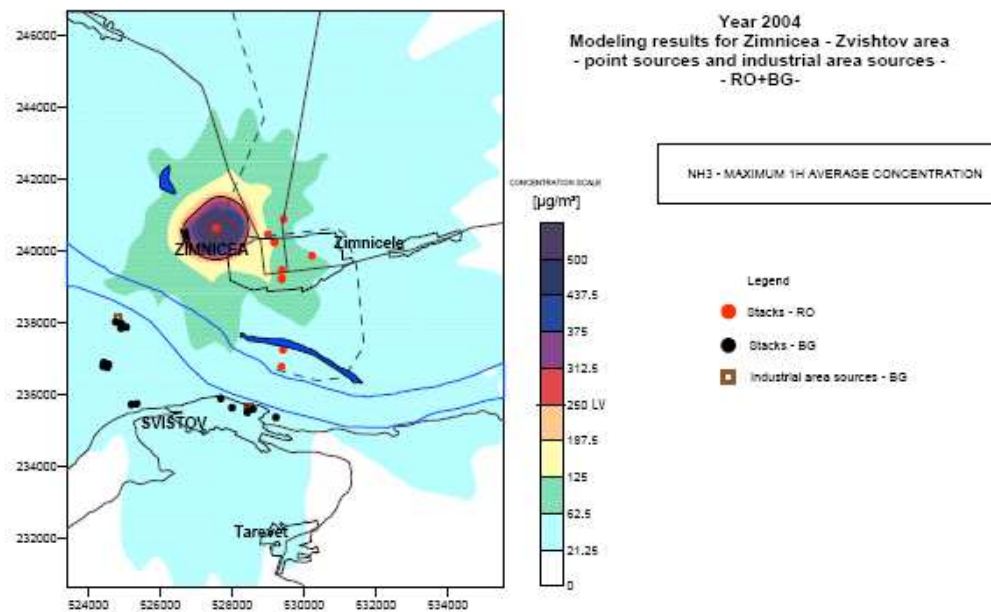 Year 2004
Modeling results for Zimnicea - Zvishtov area
- point sources and industrial area sources -
- RO+BG-
NH3 - MAXIMUM 1H AVERAGE CONCENTRATION
CONCENTRATION SCALE
[µg/m³]
500
437.5
375
312.5
250 LV
187.5
125
62.5
21.25
0
Legend
Stacks - RO
Stacks - BG
Industrial area sources - BG
246000
244000
242000
240000
238000
236000
234000
232000
524000
526000
528000
530000
532000
534000
ZIMNICEA
Zimnicele
SVISTOV
Tarevet